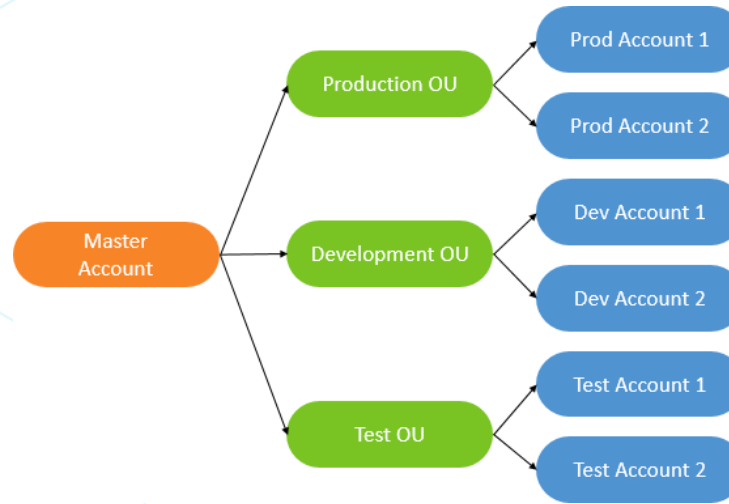 Prod Account 1
Production OU
Prod Account 2
Dev Account 1
Master
Account
Development OU
Dev Account 2
Test Account 1
Test OU
Test Account 2